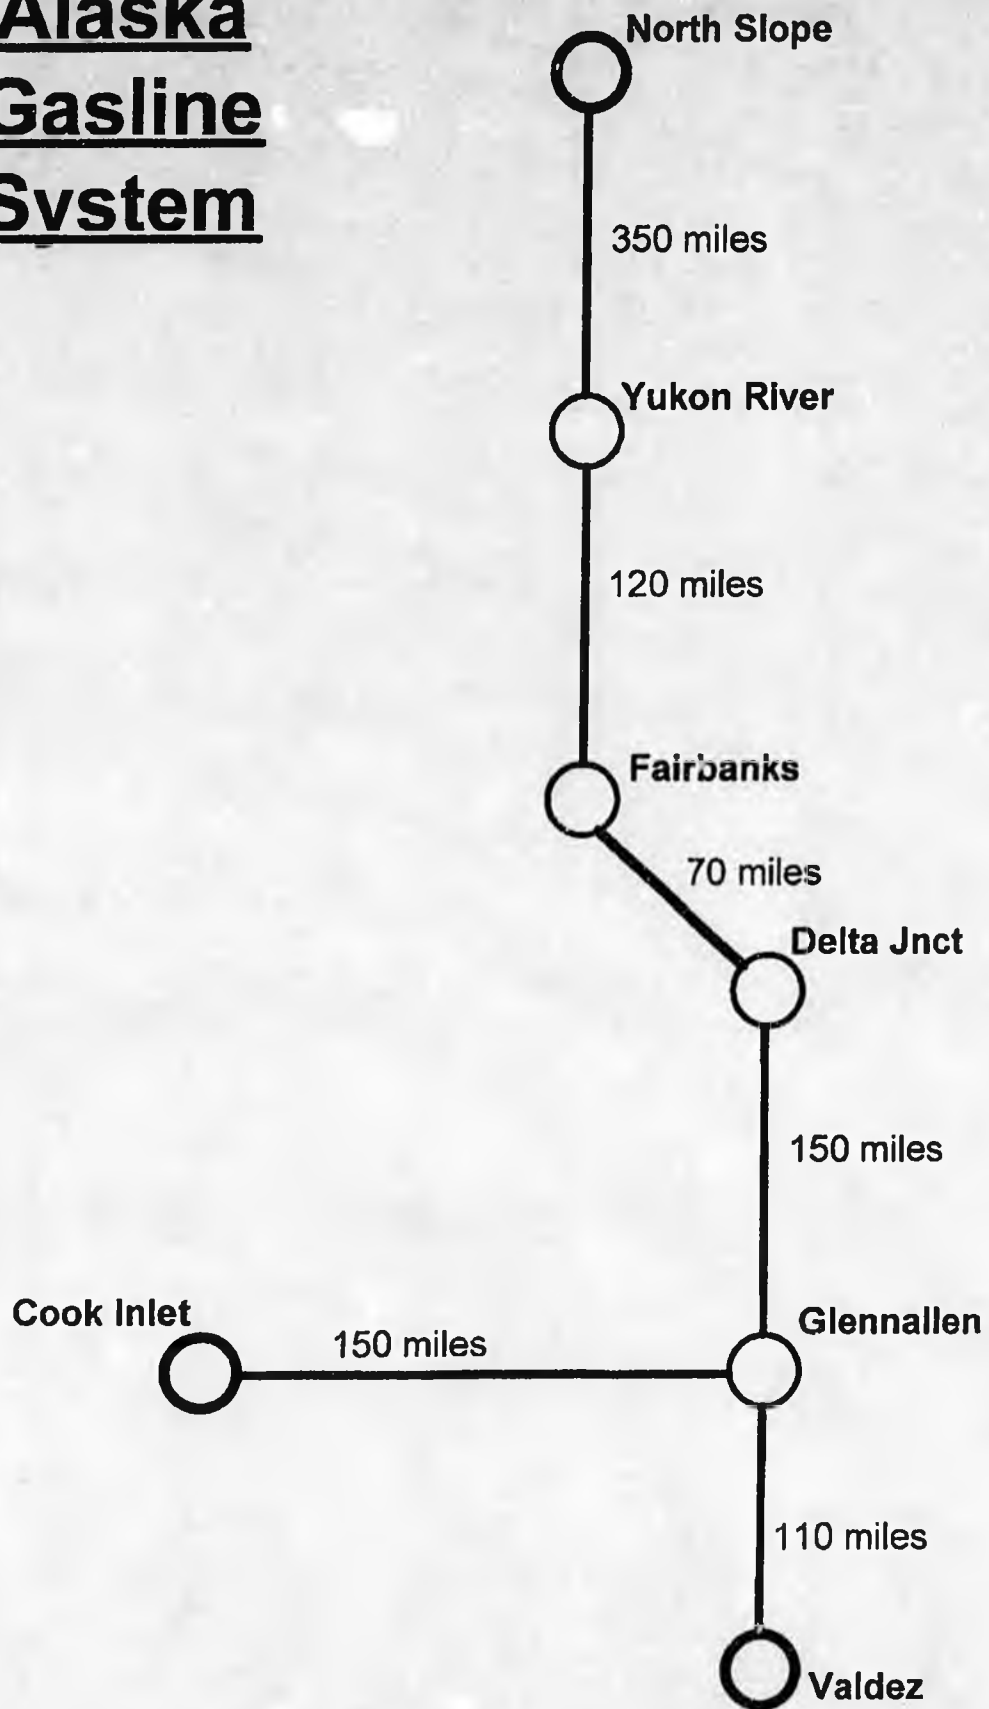 Alaska
Gasline
System
North Slope
350 miles
Yukon River
120 miles
Fairbanks
70 miles
Delta Jnct
150 miles
Cook Inlet
150 miles
Glennallen
110 miles
Valdez